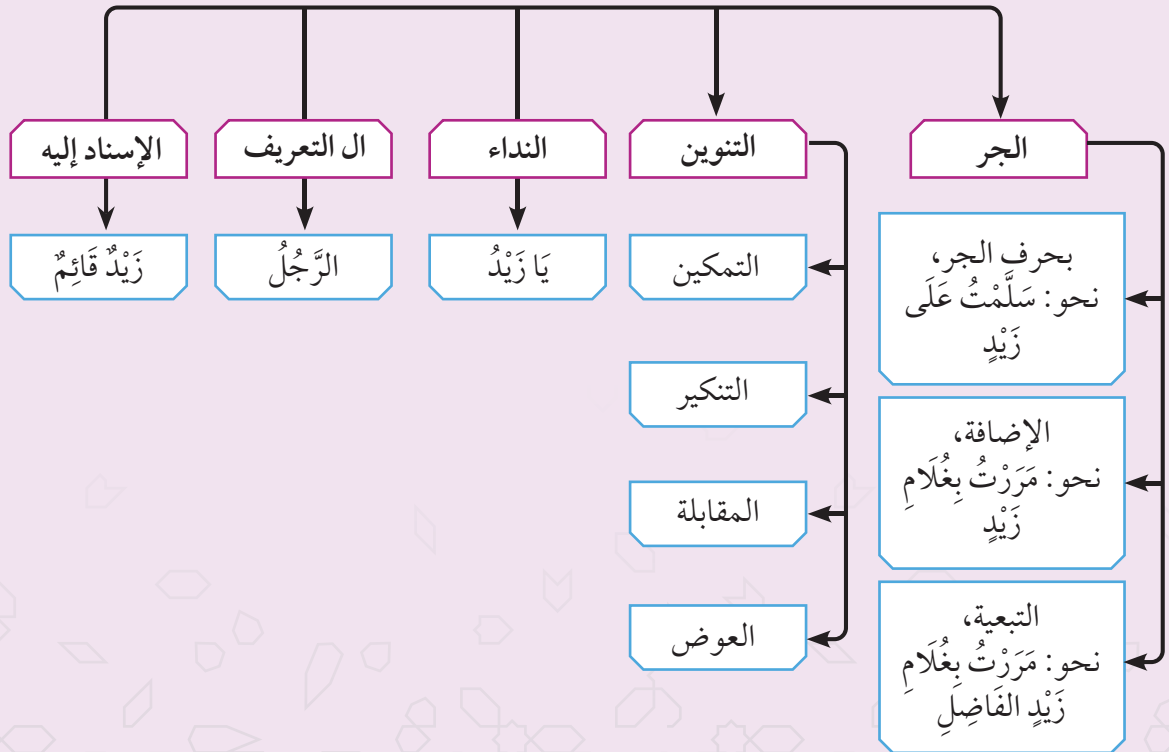 الجر
التنوين
النداء
ال التعريف
الإسناد إليه
بحرف الجر،
نحو: سَلَّمْتُ عَلَى
زَيْدٍ
الإضافة،
نحو: مَرَرْتُ بِغُلَامِ
زَيْدٍ
التبعية،
نحو: مَرَرْتُ بِغُلَامِ
زَيْدٍ الفَاضِلِ
التمكين
التنكير
المقابلة
العوض
يَا زَيْدُ
الرَّجُلُ
زَيْدٌ قَائِمٌ